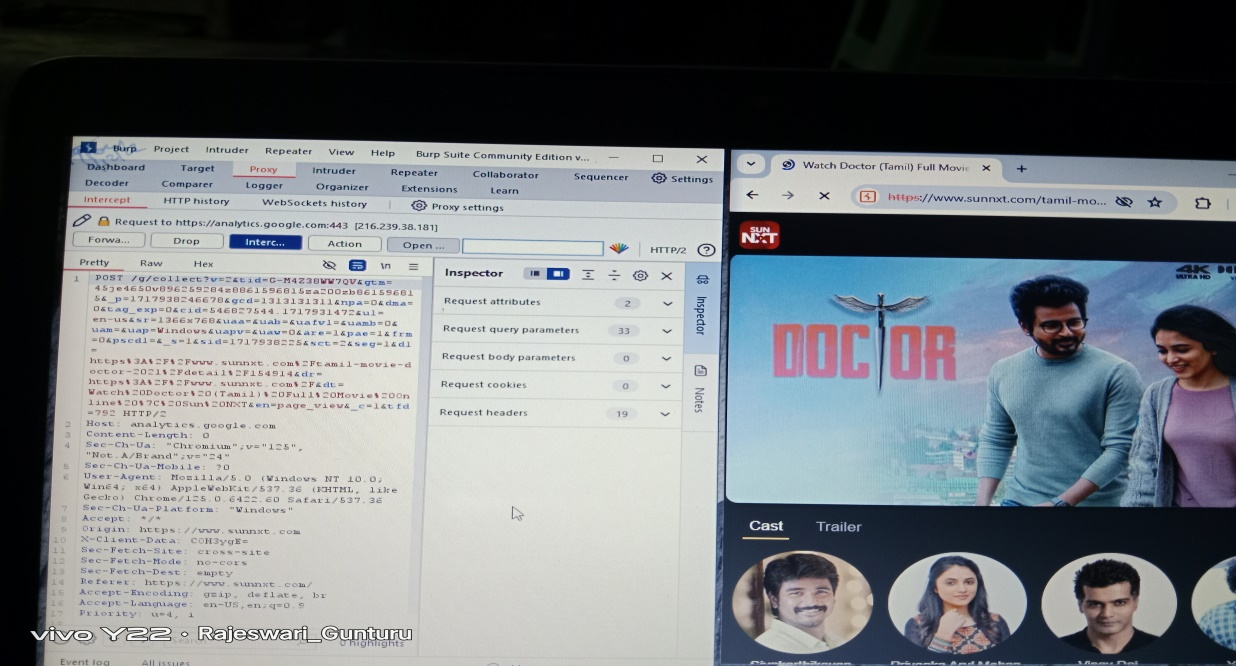 Burp Project Intruder Repeater View Help Burp Suite Community Edition v...
Dashboard Target Proxy Intruder Repeater Collaborator Sequencer Settings
Decoder Comparer Logger Organizer Extensions Learn
Intercept HTTP history WebSockets history Proxy settings
Request to https://analytics.google.com:443 [216.239.38.181]
Forwa... Drop Interc... Action Open ... HTTP/2
Pretty Raw Hex \n
1 POST /g/collect?v=2&tid=G-M4Z38WW7QV&gtm=
5&_p=1717938246678&gcd=13l3l3l3l1&npa=0&dma=
0&tag_exp=0&cid=546827544.1717931472&ul=
en-us&sr=1366x768&uaa=&uab=&uafvl=&uamb=0&
uam=&uap=Windows&uapv=&uaw=0&are=1&pae=1&frm
=0&pscdl=&_s=1&sid=1717938225&sct=2&seg=1&dl
=
https%3A%2F%2Fwww.sunnxt.com%2Ftamil-movie-d
octor-2021%2Fdetail%2F154914&dr=
https%3A%2F%2Fwww.sunnxt.com%2F&dt=
Watch%20Doctor%20(Tamil)%20Full%20Movie%20On
line%20%7C%20Sun%20NXT&en=page_view&_c=1&tfd
=792 HTTP/2
2 Host: analytics.google.com
3 Content-Length: 0
4 Sec-Ch-Ua: "Chromium";v="125",
"Not.A/Brand";v="24"
5 Sec-Ch-Ua-Mobile: ?0
6 User-Agent: Mozilla/5.0 (Windows NT 10.0;
Win64; x64) AppleWebKit/537.36 (KHTML, like
Gecko) Chrome/125.0.6422.60 Safari/537.36
7 Sec-Ch-Ua-Platform: "Windows"
8 Accept: */*
9 Origin: https://www.sunnxt.com
10 X-Client-Data: COH3ygE=
11 Sec-Fetch-Site: cross-site
12 Sec-Fetch-Mode: no-cors
13 Sec-Fetch-Dest: empty
14 Referer: https://www.sunnxt.com/
15 Accept-Encoding: gzip, deflate, br
16 Accept-Language: en-US,en;q=0.9
17 Priority: u=4, i
0 highlights
Event log All issues
Inspector
Request attributes 2
Request query parameters 33
Request body parameters 0
Request cookies 0
Request headers 19
Inspector
Notes
Watch Doctor (Tamil) Full Movie
https://www.sunnxt.com/tamil-mo...
SUN
NXT
4K
ULTRA HD
DOCTOR
Cast Trailer
vivo Y22 · Rajeswari_Gunturu